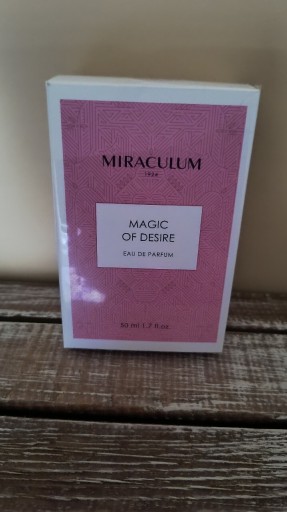 MIRACULUM
1924
MAGIC
OF DESIRE
EAU DE PARFUM
50 ml 1.7 fl oz.